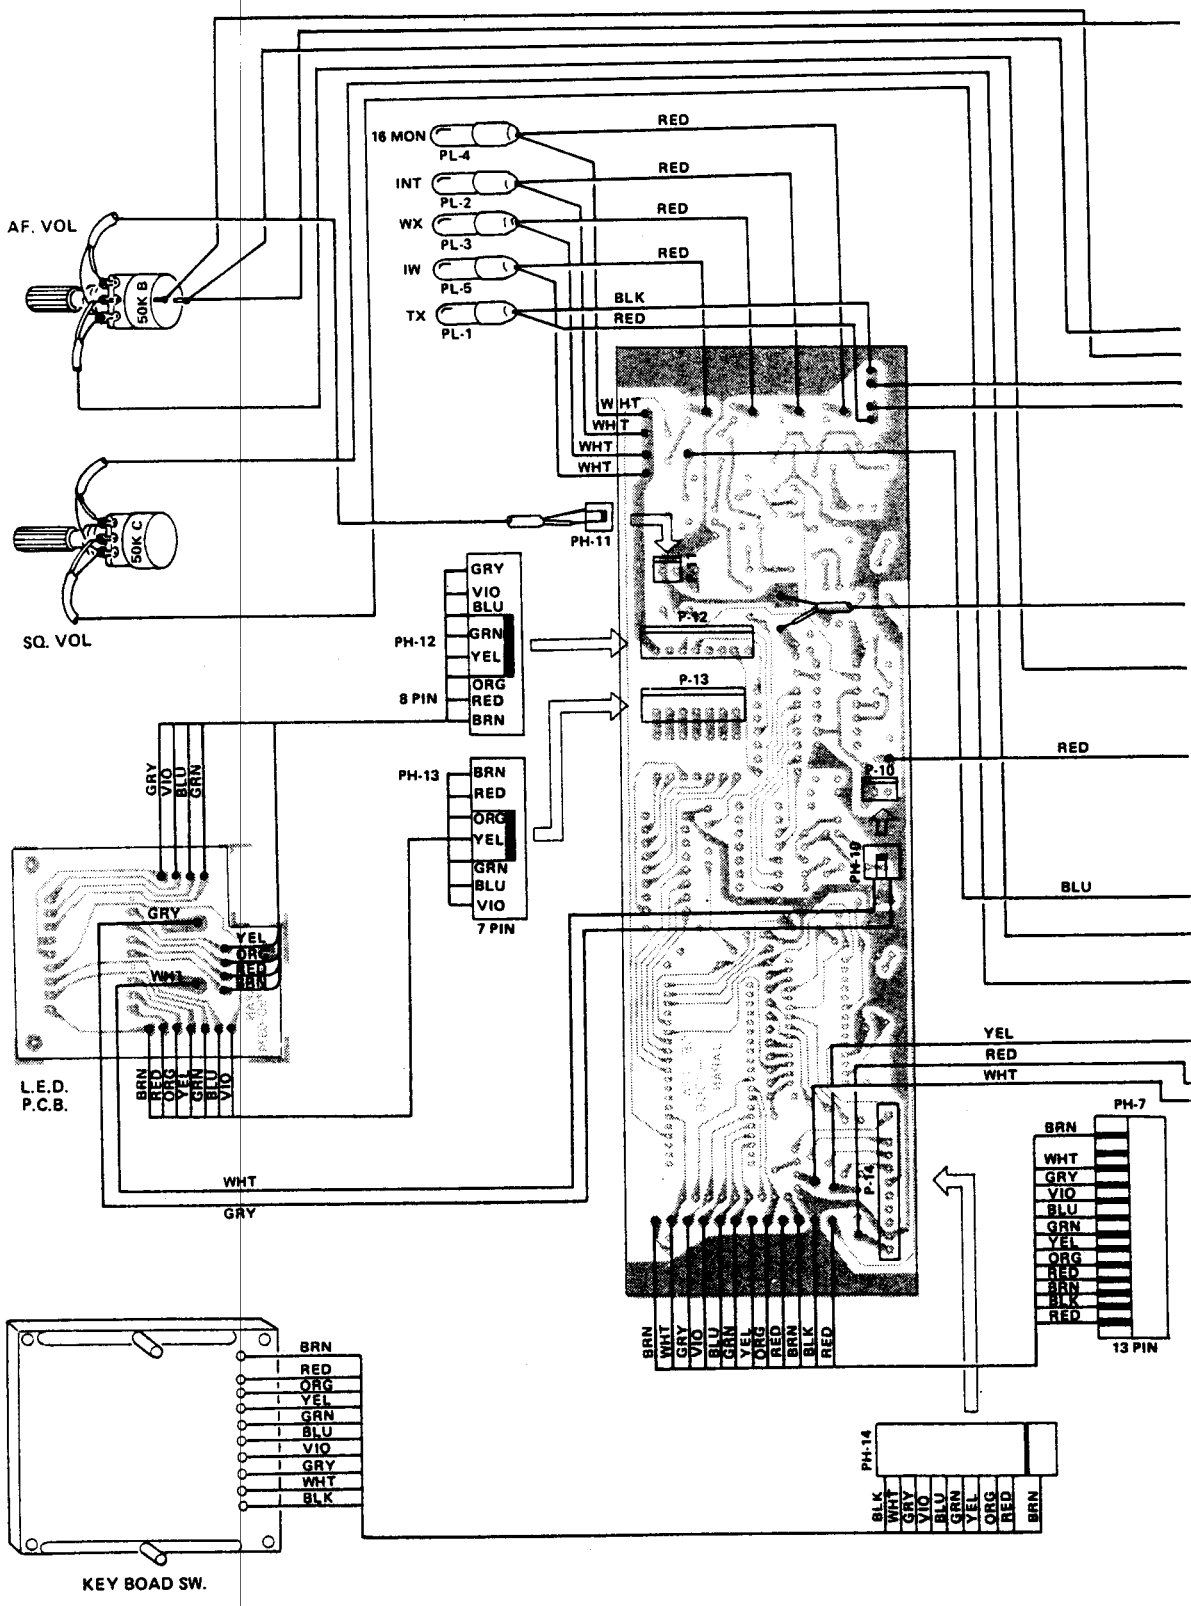 RED
16 MON
PL-4
RED
INT
PL-2
RED
WX
PL-3
RED
IW
PL-5
BLK
TX
RED
PL-1
AF. VOL
50K B
WHT
WHT
WHT
WHT
50K C
SQ. VOL
PH-11
P-11
GRY
VIO
BLU
PH-12
GRN
YEL
ORG
8 PIN
RED
BRN
P-12
P-13
RED
P-10
PH-10
BLU
GRY
VIO
BLU
GRN
PH-13
BRN
RED
ORG
YEL
GRN
BLU
VIO
7 PIN
GRY
YEL
ORG
RED
WHT
BRN
L.E.D.
P.C.B.
BRN
RED
ORG
YEL
GRN
BLU
VIO
WHT
GRY
YEL
RED
WHT
P-14
PH-7
BRN
WHT
GRY
VIO
BLU
GRN
YEL
ORG
RED
BRN
BLK
RED
13 PIN
BRN
WHT
GRY
VIO
BLU
GRN
YEL
ORG
RED
BRN
BLK
RED
BRN
RED
ORG
YEL
GRN
BLU
VIO
GRY
WHT
BLK
KEY BOAD SW.
PH-14
BLK
WHT
GRY
VIO
BLU
GRN
YEL
ORG
RED
BRN